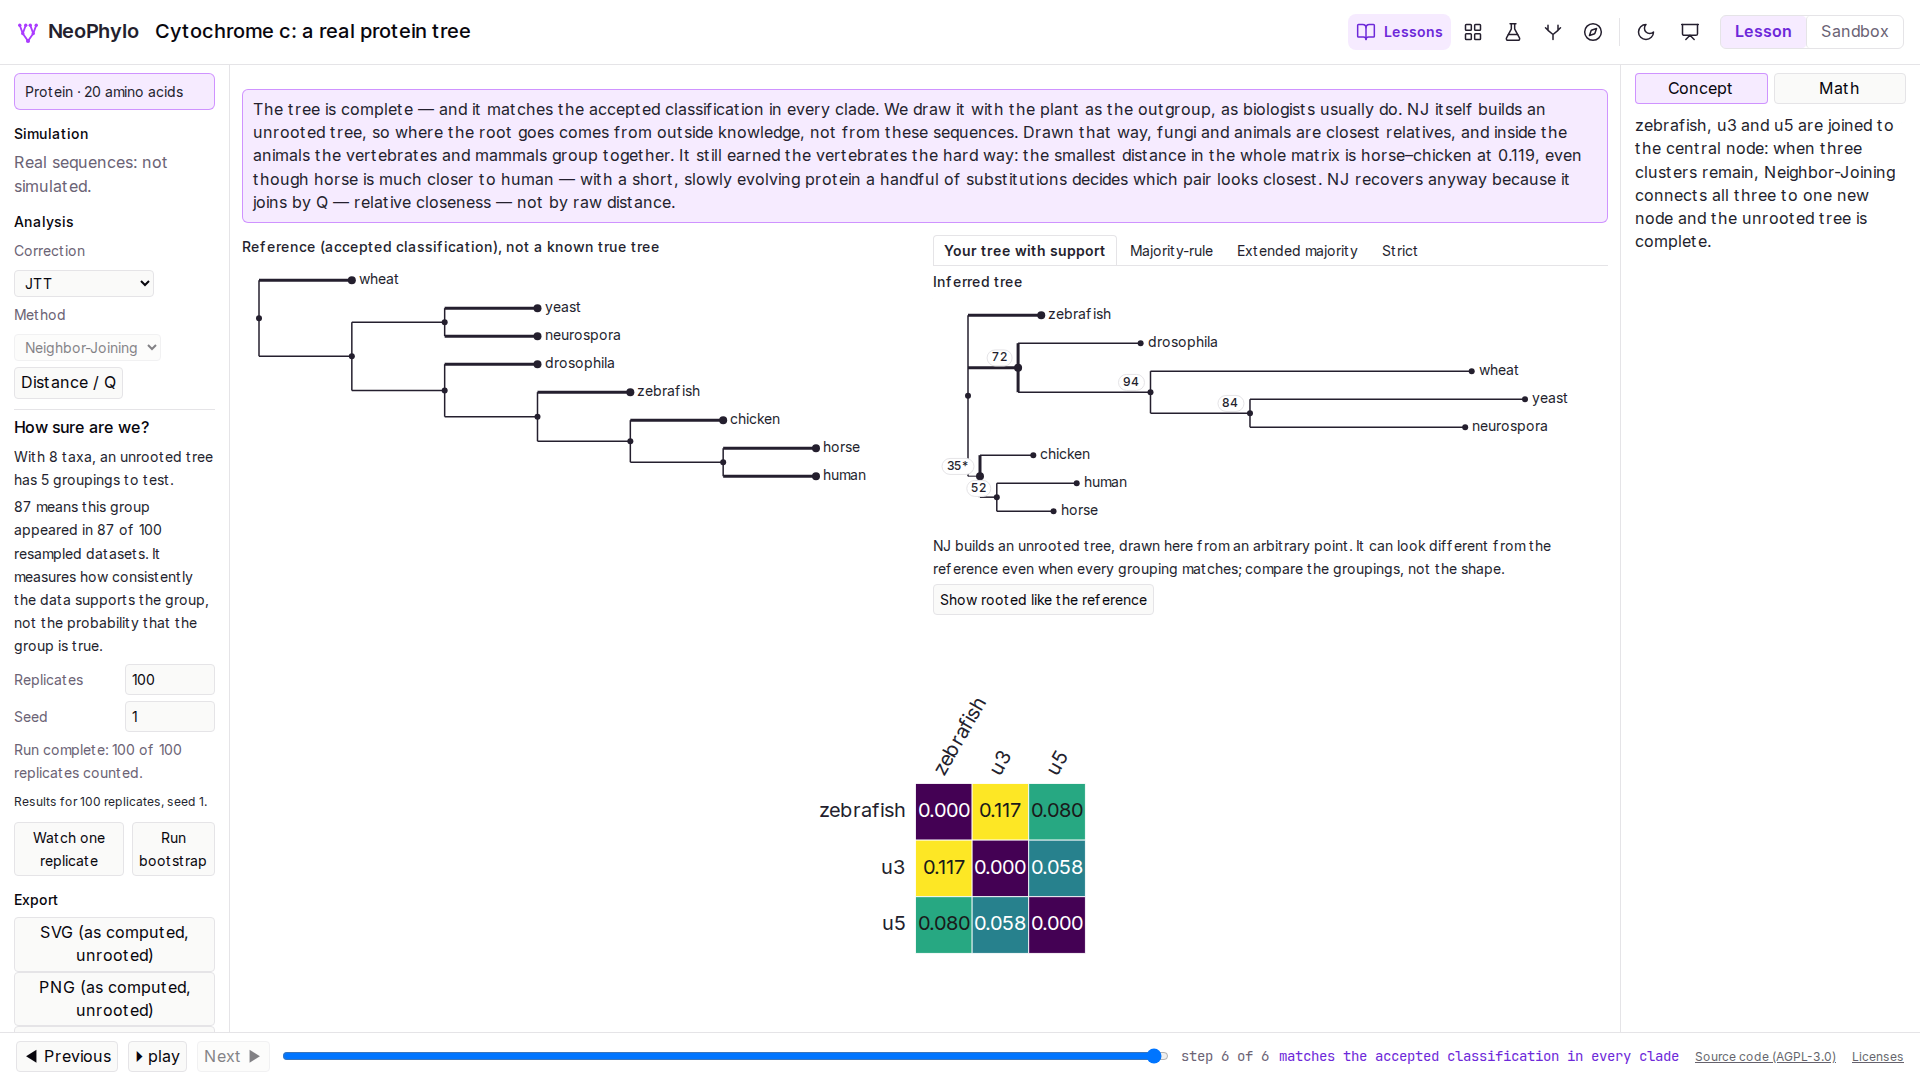 NeoPhylo
Cytochrome c: a real protein tree
Lessons
Lesson
Sandbox
Protein · 20 amino acids
Simulation
Real sequences: not
simulated.
Analysis
Correction
JTT
Method
Neighbor-Joining
Distance / Q
How sure are we?
With 8 taxa, an unrooted tree
has 5 groupings to test.
87 means this group
appeared in 87 of 100
resampled datasets. It
measures how consistently
the data supports the group,
not the probability that the
group is true.
Replicates
100
Seed
1
Run complete: 100 of 100
replicates counted.
Results for 100 replicates, seed 1.
Watch one
replicate
Run
bootstrap
Export
SVG (as computed,
unrooted)
PNG (as computed,
unrooted)
The tree is complete — and it matches the accepted classification in every clade. We draw it with the plant as the outgroup, as biologists usually do. NJ itself builds an
unrooted tree, so where the root goes comes from outside knowledge, not from these sequences. Drawn that way, fungi and animals are closest relatives, and inside the
animals the vertebrates and mammals group together. It still earned the vertebrates the hard way: the smallest distance in the whole matrix is horse–chicken at 0.119, even
though horse is much closer to human — with a short, slowly evolving protein a handful of substitutions decides which pair looks closest. NJ recovers anyway because it
joins by Q — relative closeness — not by raw distance.
Reference (accepted classification), not a known true tree
wheat
yeast
neurospora
drosophila
zebrafish
chicken
horse
human
Your tree with support
Majority-rule
Extended majority
Strict
Inferred tree
zebrafish
drosophila
72
wheat
94
yeast
84
neurospora
chicken
35*
human
52
horse
NJ builds an unrooted tree, drawn here from an arbitrary point. It can look different from the
reference even when every grouping matches; compare the groupings, not the shape.
Show rooted like the reference
zebrafish u3 u5
zebrafish 0.000 0.117 0.080
u3 0.117 0.000 0.058
u5 0.080 0.058 0.000
Concept
Math
zebrafish, u3 and u5 are joined to
the central node: when three
clusters remain, Neighbor-Joining
connects all three to one new
node and the unrooted tree is
complete.
Previous
play
Next
step 6 of 6
matches the accepted classification in every clade
Source code (AGPL-3.0)
Licenses